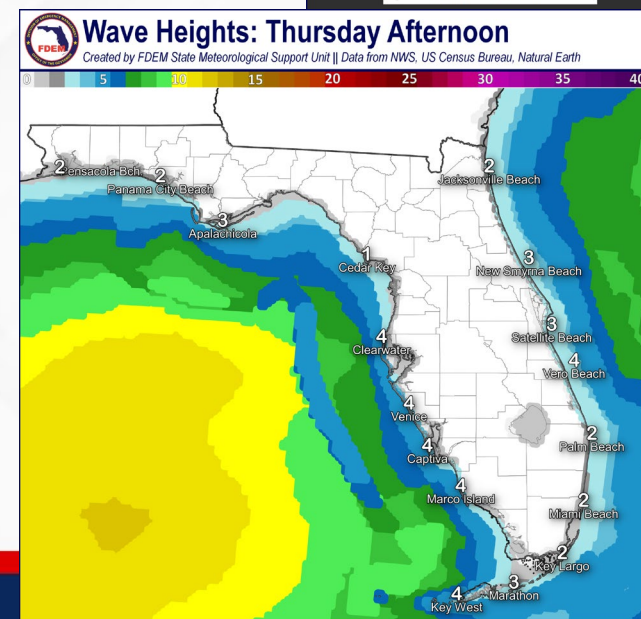 Wave Heights: Thursday Afternoon
Created by FDEM State Meteorological Support Unit || Data from NWS, US Census Bureau, Natural Earth
FDEM
0 5 10 15 20 25 30 35 40
2 Pensacola Bch.
2
Panama City Beach
3
Apalachicola
1
Cedar Key
4
Clearwater
4
Venice
4
Captiva
4
Marco Island
4
Key West
3
Marathon
2
Key Largo
2
Miami Beach
2
Palm Beach
4
Vero Beach
3
Satellite Beach
3
New Smyrna Beach
2
Jacksonville Beach